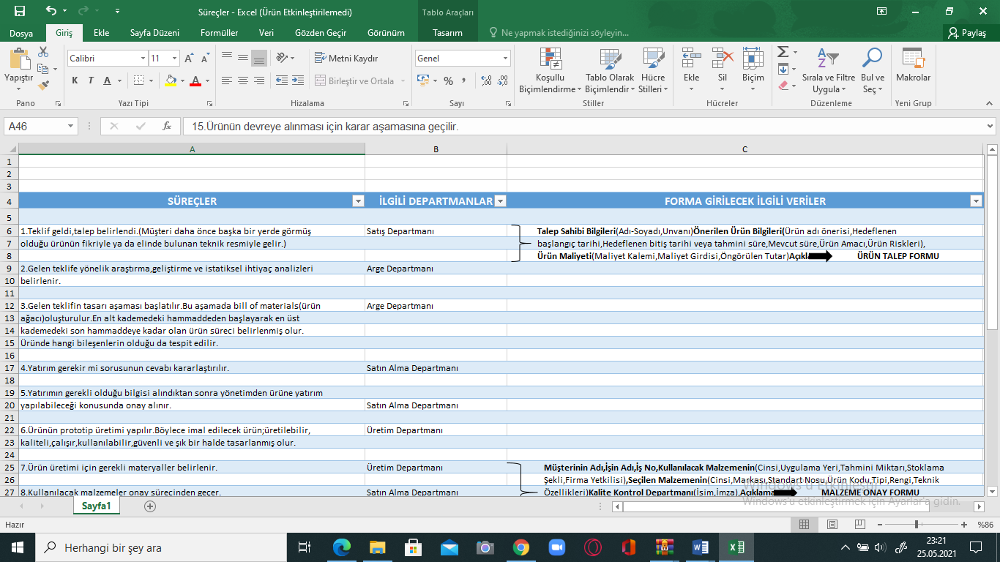 Süreçler - Excel (Ürün Etkinleştirilemedi)
Tablo Araçları
Dosya Giriş Ekle Sayfa Düzeni Formüller Veri Gözden Geçir Görünüm Tasarım Ne yapmak istediğinizi söyleyin... Paylaş
Calibri 11 Metni Kaydır Genel
Yapıştır K T A Birleştir ve Ortala % Koşullu Biçimlendirme Tablo Olarak Biçimlendir Hücre Stilleri Ekle Sil Biçim Sırala ve Filtre Uygula Bul ve Seç Makrolar
Pano Yazı Tipi Hizalama Sayı Stiller Hücreler Düzenleme Yeni Grup
A46 fx 15.Ürünün devreye alınması için karar aşamasına geçilir.
A B C
1
2
3
4 SÜREÇLER İLGİLİ DEPARTMANLAR FORMA GİRİLECEK İLGİLİ VERİLER
5
6 1.Teklif geldi,talep belirlendi.(Müşteri daha önce başka bir yerde görmüş Satış Departmanı Talep Sahibi Bilgileri(Adı-Soyadı,Unvanı)Önerilen Ürün Bilgileri(Ürün adı önerisi,Hedeflenen
7 olduğu ürünün fikriyle ya da elinde bulunan teknik resmiyle gelir.) başlangıç tarihi,Hedeflenen bitiş tarihi veya tahmini süre,Mevcut süre,Ürün Amacı,Ürün Riskleri),
8 Ürün Maliyeti(Maliyet Kalemi,Maliyet Girdisi,Öngörülen Tutar)Açıkla ÜRÜN TALEP FORMU
9 2.Gelen teklife yönelik araştırma,geliştirme ve istatiksel ihtiyaç analizleri Arge Departmanı
10 belirlenir.
11
12 3.Gelen teklifin tasarı aşaması başlatılır.Bu aşamada bill of materials(ürün Arge Departmanı
13 ağacı)oluşturulur.En alt kademedeki hammaddeden başlayarak en üst
14 kademedeki son hammaddeye kadar olan ürün süreci belirlenmiş olur.
15 Üründe hangi bileşenlerin olduğu da tespit edilir.
16
17 4.Yatırım gerekir mi sorusunun cevabı kararlaştırılır. Satın Alma Departmanı
18
19 5.Yatırımın gerekli olduğu bilgisi alındıktan sonra yönetimden ürüne yatırım
20 yapılabileceği konusunda onay alınır. Satın Alma Departmanı
21
22 6.Ürünün prototip üretimi yapılır.Böylece imal edilecek ürün;üretilebilir, Üretim Departmanı
23 kaliteli,çalışır,kullanılabilir,güvenli ve şık bir halde tasarlanmış olur.
24
25 7.Ürün üretimi için gerekli materyaller belirlenir. Üretim Departmanı Müşterinin Adı,İşin Adı,İş No,Kullanılacak Malzemenin(Cinsi,Uygulama Yeri,Tahmini Miktarı,Stoklama
26 Şekli,Firma Yetkilisi),Seçilen Malzemenin(Cinsi,Markası,Standart Nosu,Ürün Kodu,Tipi,Rengi,Teknik
27 8.Kullanılacak malzemeler onay sürecinden geçer. Satın Alma Departmanı Özellikleri)Kalite Kontrol Departmanı(İsim,İmza),Açıklama MALZEME ONAY FORMU
Windows'u Etkinleştir
Windows'u etkinleştirmek için Ayarlar'a gidin.
Sayfa1
Hazır %86
Herhangi bir şey ara
23:21
25.05.2021